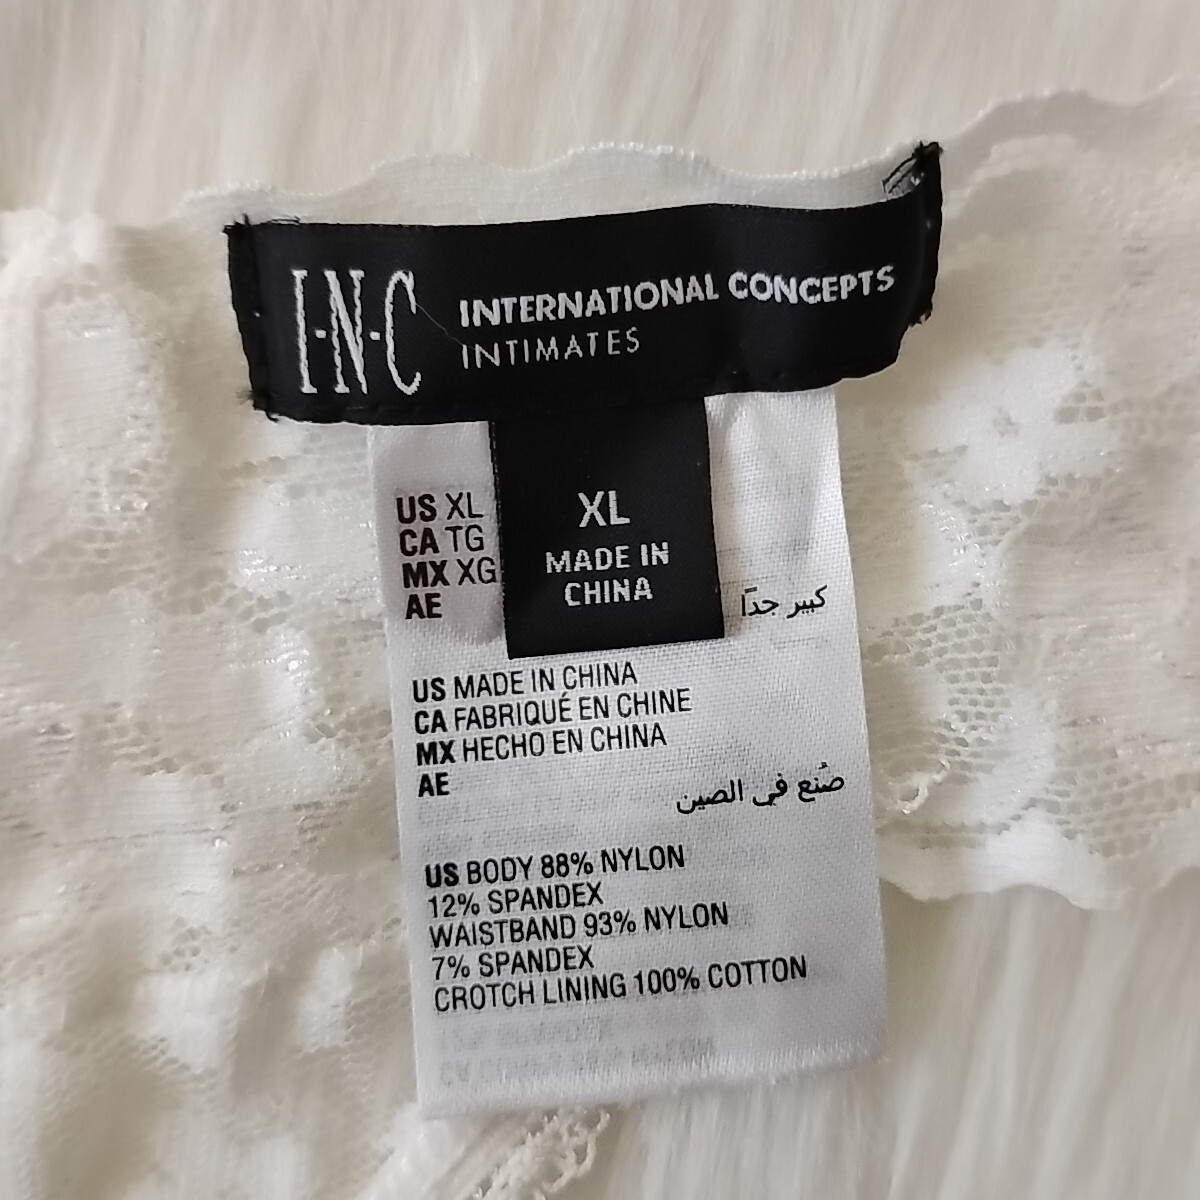 I·N·C INTERNATIONAL CONCEPTS
INTIMATES
XL
MADE IN
CHINA
US XL
CA TG
MX XG
AE كبير جدًا
US MADE IN CHINA
CA FABRIQUÉ EN CHINE
MX HECHO EN CHINA
AE صُنع في الصين
US BODY 88% NYLON
12% SPANDEX
WAISTBAND 93% NYLON
7% SPANDEX
CROTCH LINING 100% COTTON